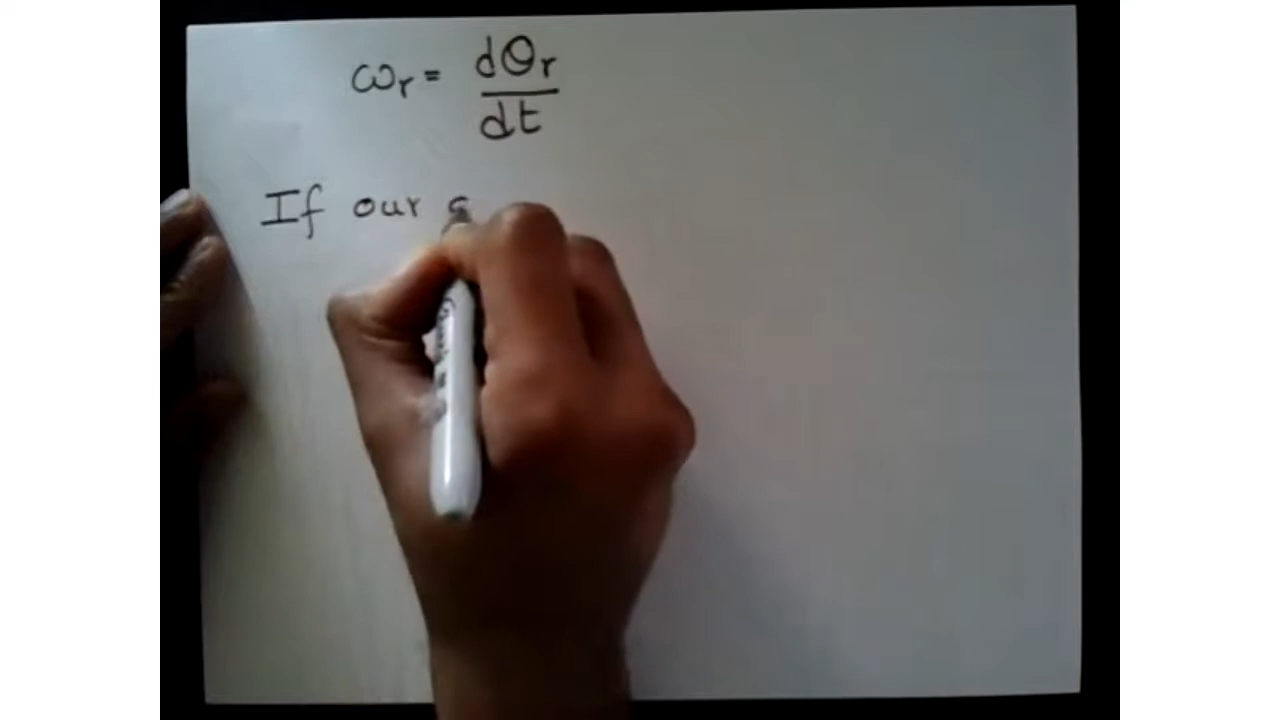 ωr = dθr/dt
If our